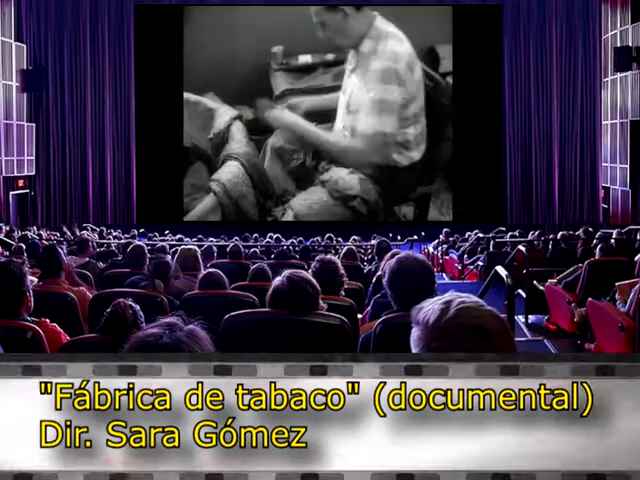 "Fábrica de tabaco" (documental)
Dir. Sara Gómez